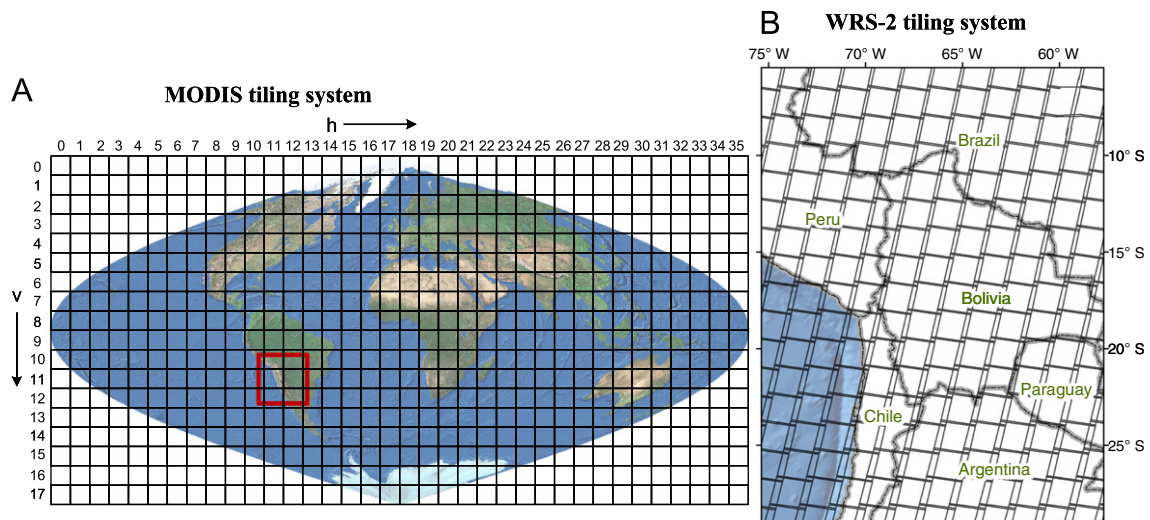 A
MODIS tiling system
h
0 1 2 3 4 5 6 7 8 9 10 11 12 13 14 15 16 17 18 19 20 21 22 23 24 25 26 27 28 29 30 31 32 33 34 35
v
0
1
2
3
4
5
6
7
8
9
10
11
12
13
14
15
16
17
B
WRS-2 tiling system
75° W 70° W 65° W 60° W
10° S
15° S
20° S
25° S
Brazil
Peru
Bolivia
Paraguay
Chile
Argentina